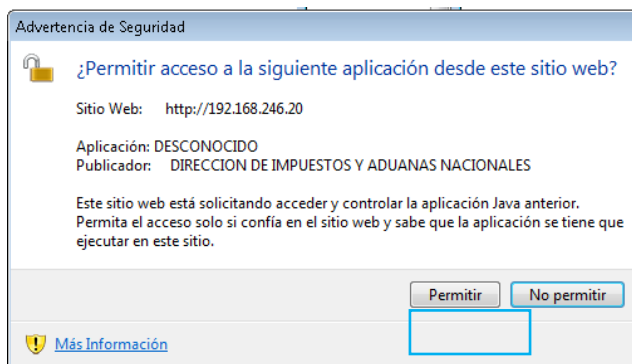 Advertencia de Seguridad
¿Permitir acceso a la siguiente aplicación desde este sitio web?
Sitio Web: http://192.168.246.20
Aplicación: DESCONOCIDO
Publicador: DIRECCION DE IMPUESTOS Y ADUANAS NACIONALES
Este sitio web está solicitando acceder y controlar la aplicación Java anterior.
Permita el acceso solo si confía en el sitio web y sabe que la aplicación se tiene que
ejecutar en este sitio.
Permitir No permitir
Más Información